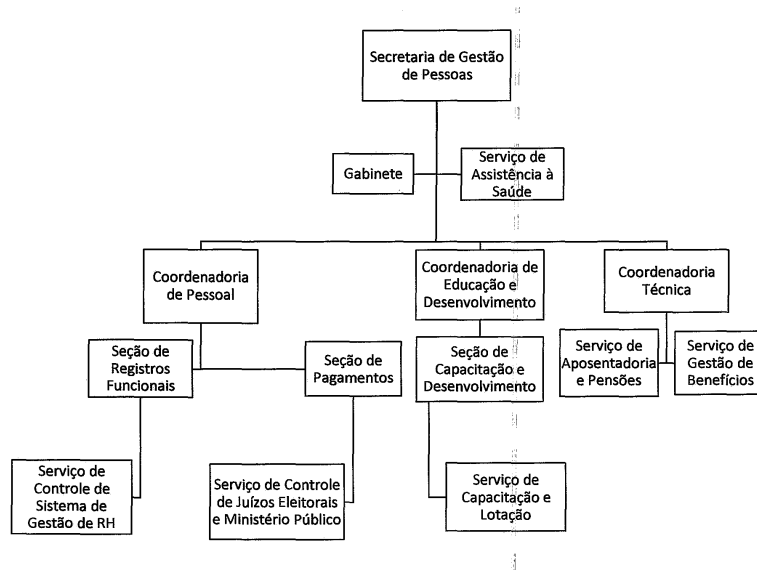 Secretaria de Gestão
de Pessoas
Gabinete
Serviço de
Assistência à
Saúde
Coordenadoria
de Pessoal
Coordenadoria de
Educação e
Desenvolvimento
Coordenadoria
Técnica
Seção de
Registros
Funcionais
Seção de
Pagamentos
Seção de
Capacitação e
Desenvolvimento
Serviço de
Aposentadoria
e Pensões
Serviço de
Gestão de
Benefícios
Serviço de
Controle de
Sistema de
Gestão de RH
Serviço de Controle
de Juízos Eleitorais
e Ministério Público
Serviço de
Capacitação e
Lotação